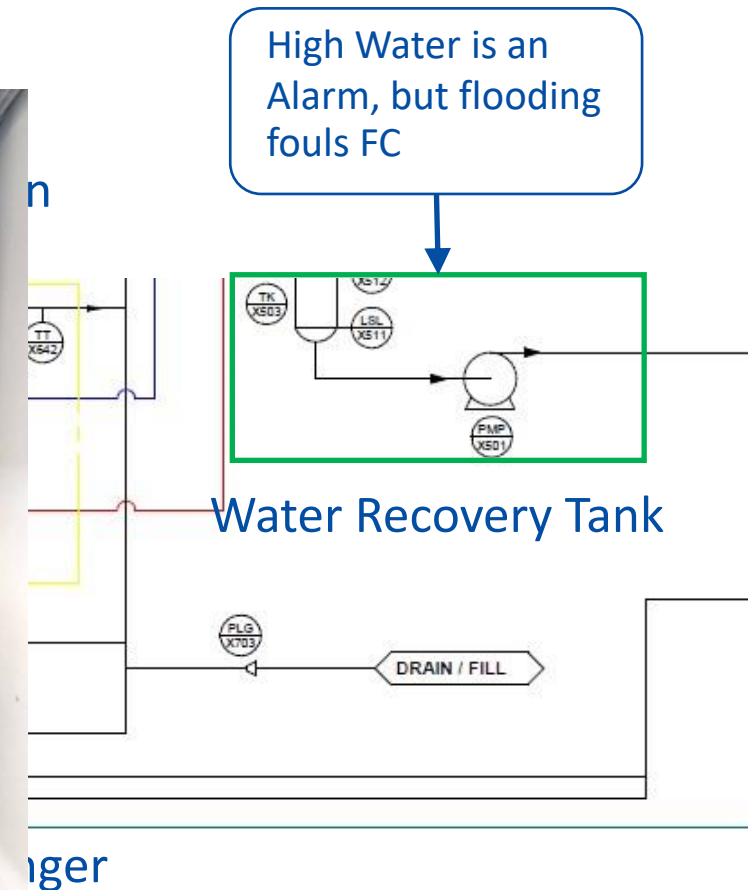 High Water is an
Alarm, but flooding
fouls FC
n
X512
TK
X503
LSL
X511
TT
X642
PMP
X501
Water Recovery Tank
PLG
X703
DRAIN / FILL
nger